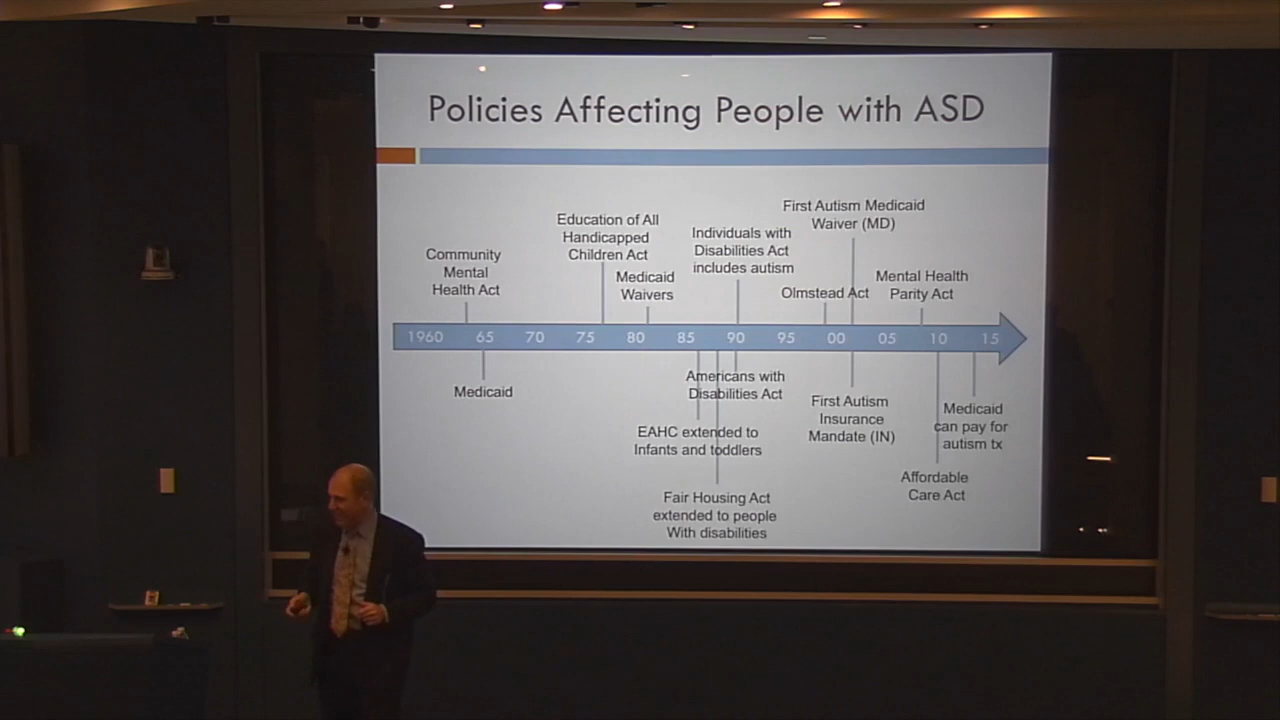 Policies Affecting People with ASD
First Autism Medicaid
Waiver (MD)
Education of All
Handicapped
Children Act
Individuals with
Disabilities Act
includes autism
Community
Mental
Health Act
Medicaid
Waivers
Olmstead Act
Mental Health
Parity Act
1960 65 70 75 80 85 90 95 00 05 10 15
Medicaid
Americans with
Disabilities Act
First Autism
Insurance
Mandate (IN)
Medicaid
can pay for
autism tx
EAHC extended to
Infants and toddlers
Affordable
Care Act
Fair Housing Act
extended to people
With disabilities